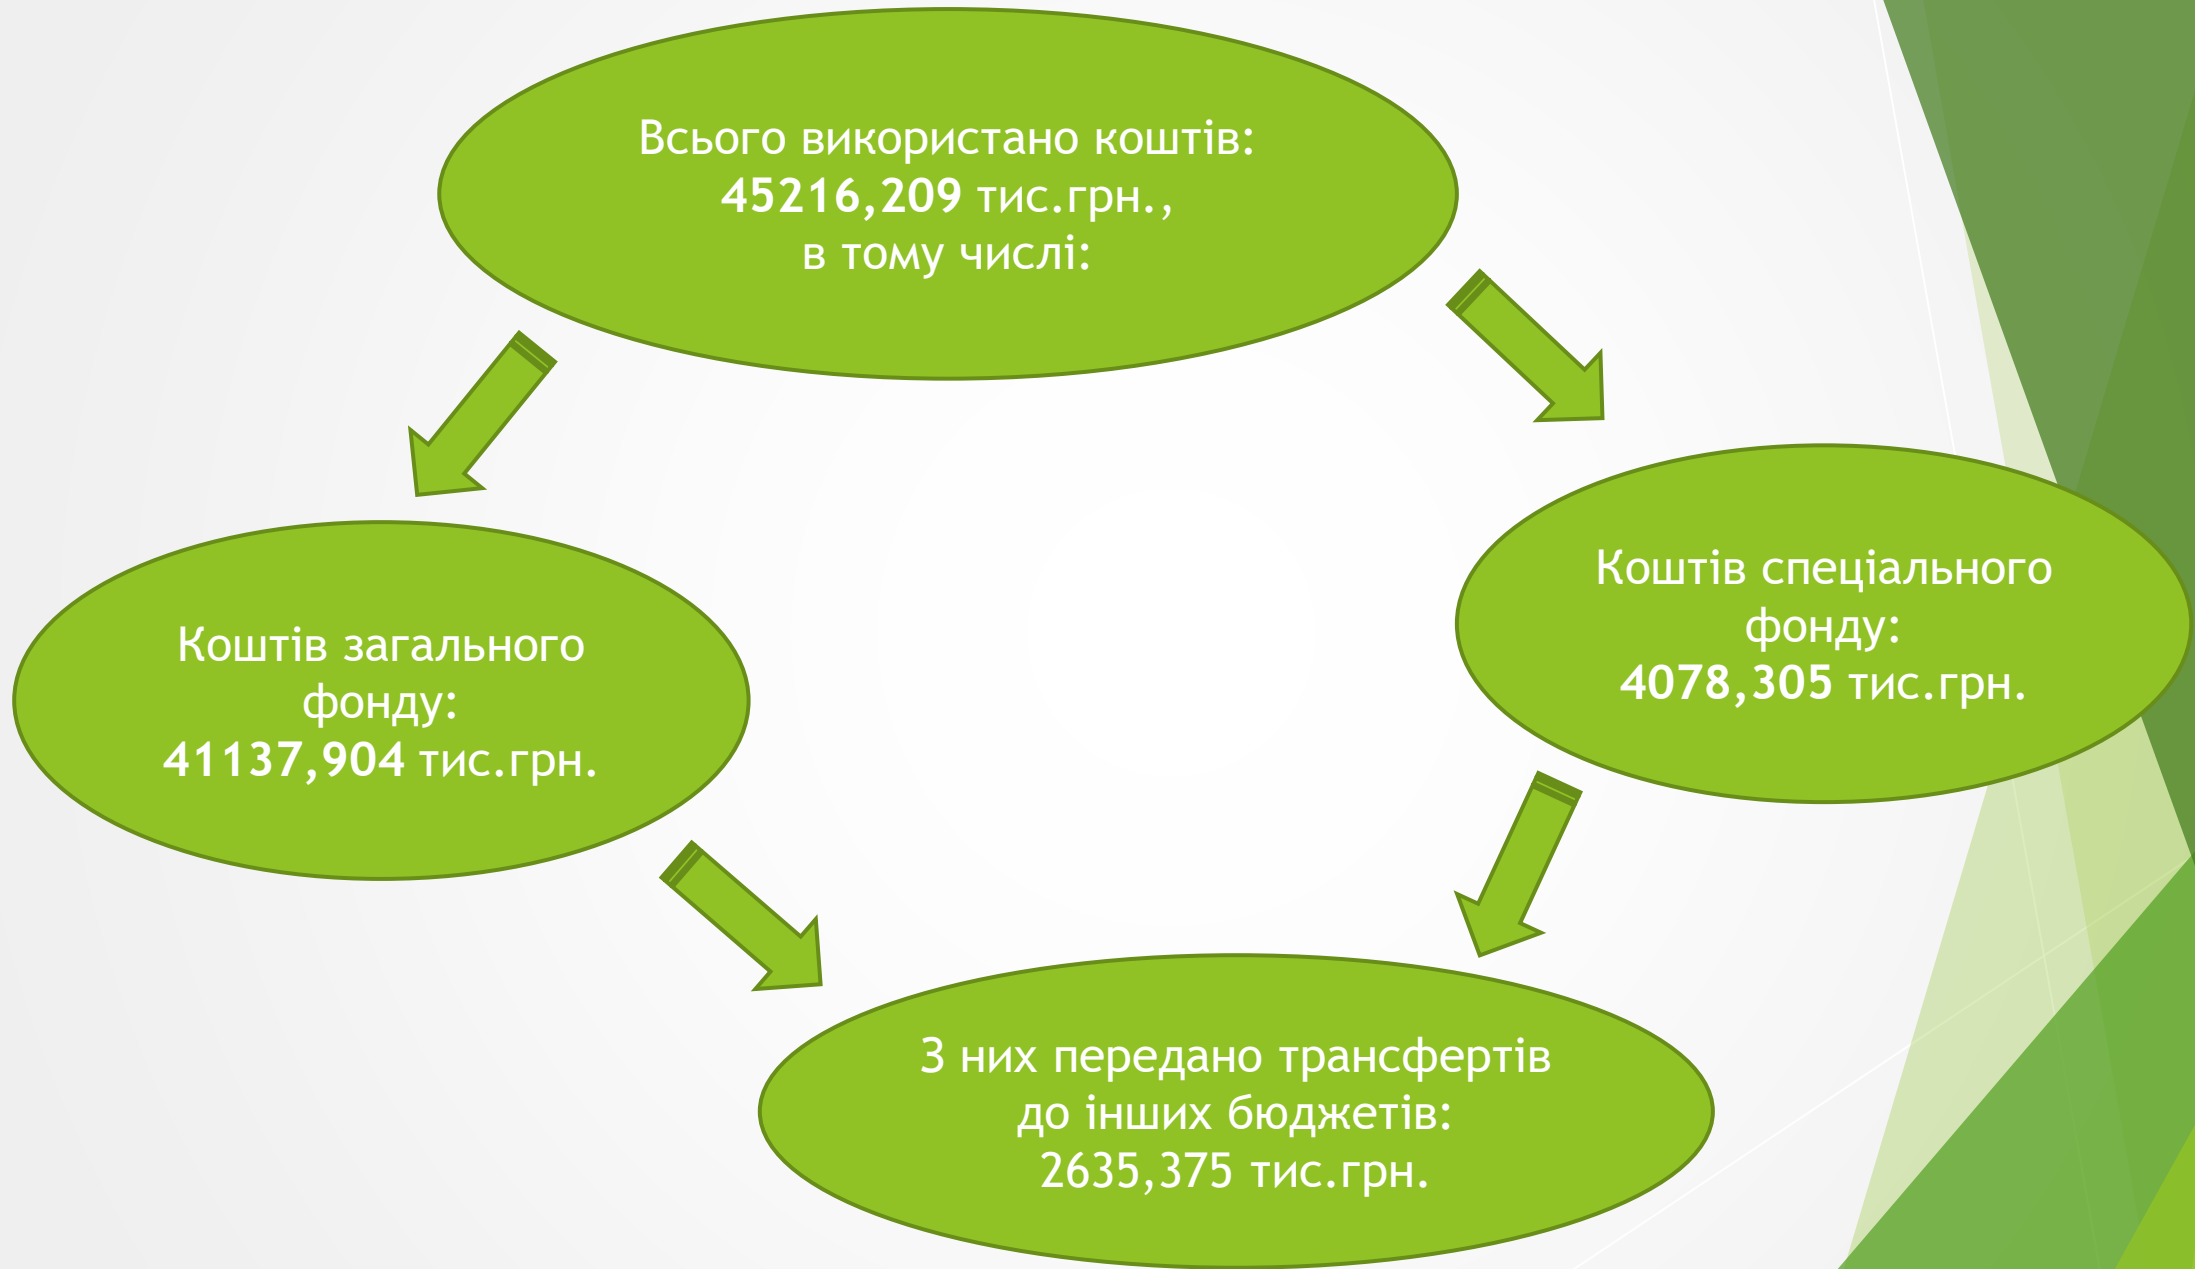 Всього використано коштів:
45216,209 тис.грн.,
в тому числі:
Коштів загального
фонду:
41137,904 тис.грн.
Коштів спеціального
фонду:
4078,305 тис.грн.
З них передано трансфертів
до інших бюджетів:
2635,375 тис.грн.